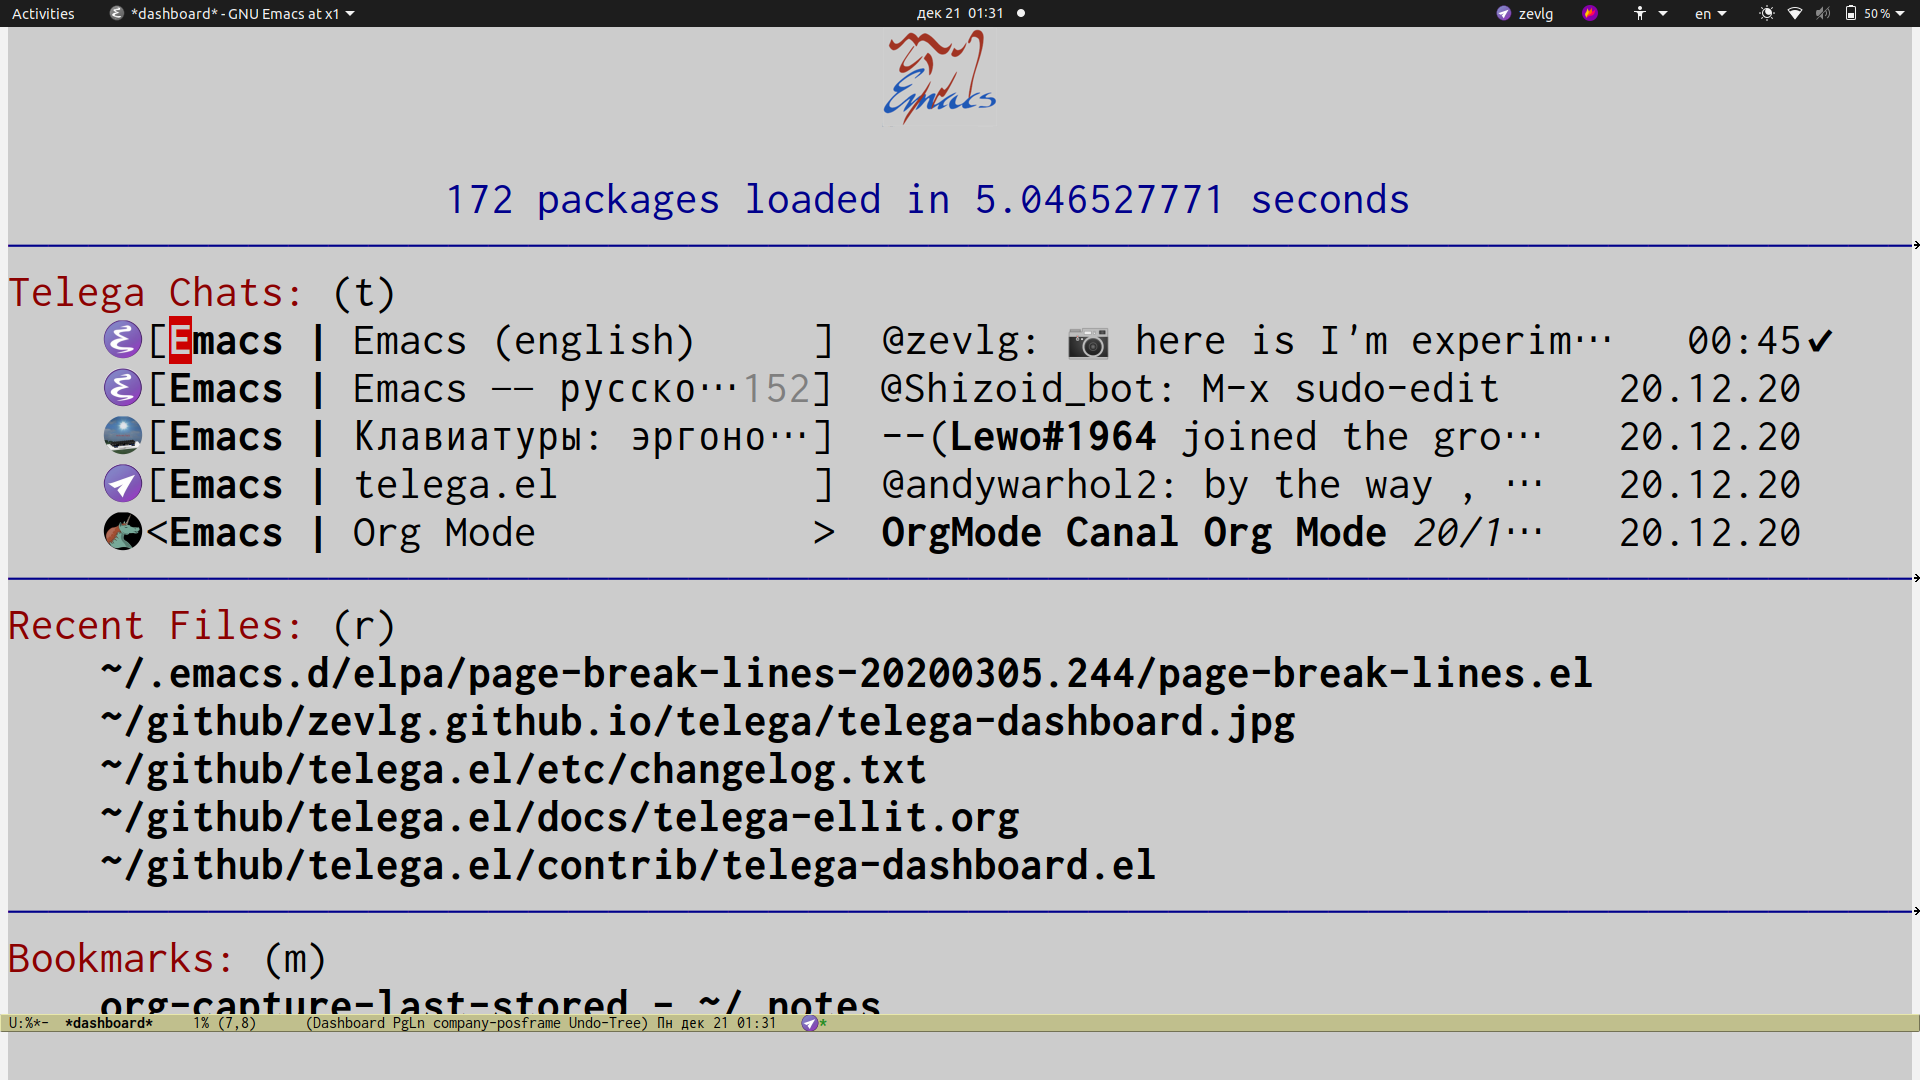 Activities *dashboard* - GNU Emacs at x1 дек 21 01:31 zevlg en 50 %
Emacs
172 packages loaded in 5.046527771 seconds
Telega Chats: (t)
[Emacs | Emacs (english) ] @zevlg: 📷 here is I'm experim… 00:45✔
[Emacs | Emacs —— русско…152] @Shizoid_bot: M-x sudo-edit 20.12.20
[Emacs | Клавиатуры: эргоно…] --(Lewo#1964 joined the gro… 20.12.20
[Emacs | telega.el ] @andywarhol2: by the way , … 20.12.20
<Emacs | Org Mode > OrgMode Canal Org Mode 20/1… 20.12.20
Recent Files: (r)
~/.emacs.d/elpa/page-break-lines-20200305.244/page-break-lines.el
~/github/zevlg.github.io/telega/telega-dashboard.jpg
~/github/telega.el/etc/changelog.txt
~/github/telega.el/docs/telega-ellit.org
~/github/telega.el/contrib/telega-dashboard.el
Bookmarks: (m)
org-capture-last-stored - ~/.notes
U:%*- *dashboard* 1% (7,8) (Dashboard PgLn company-posframe Undo-Tree) Пн дек 21 01:31 *